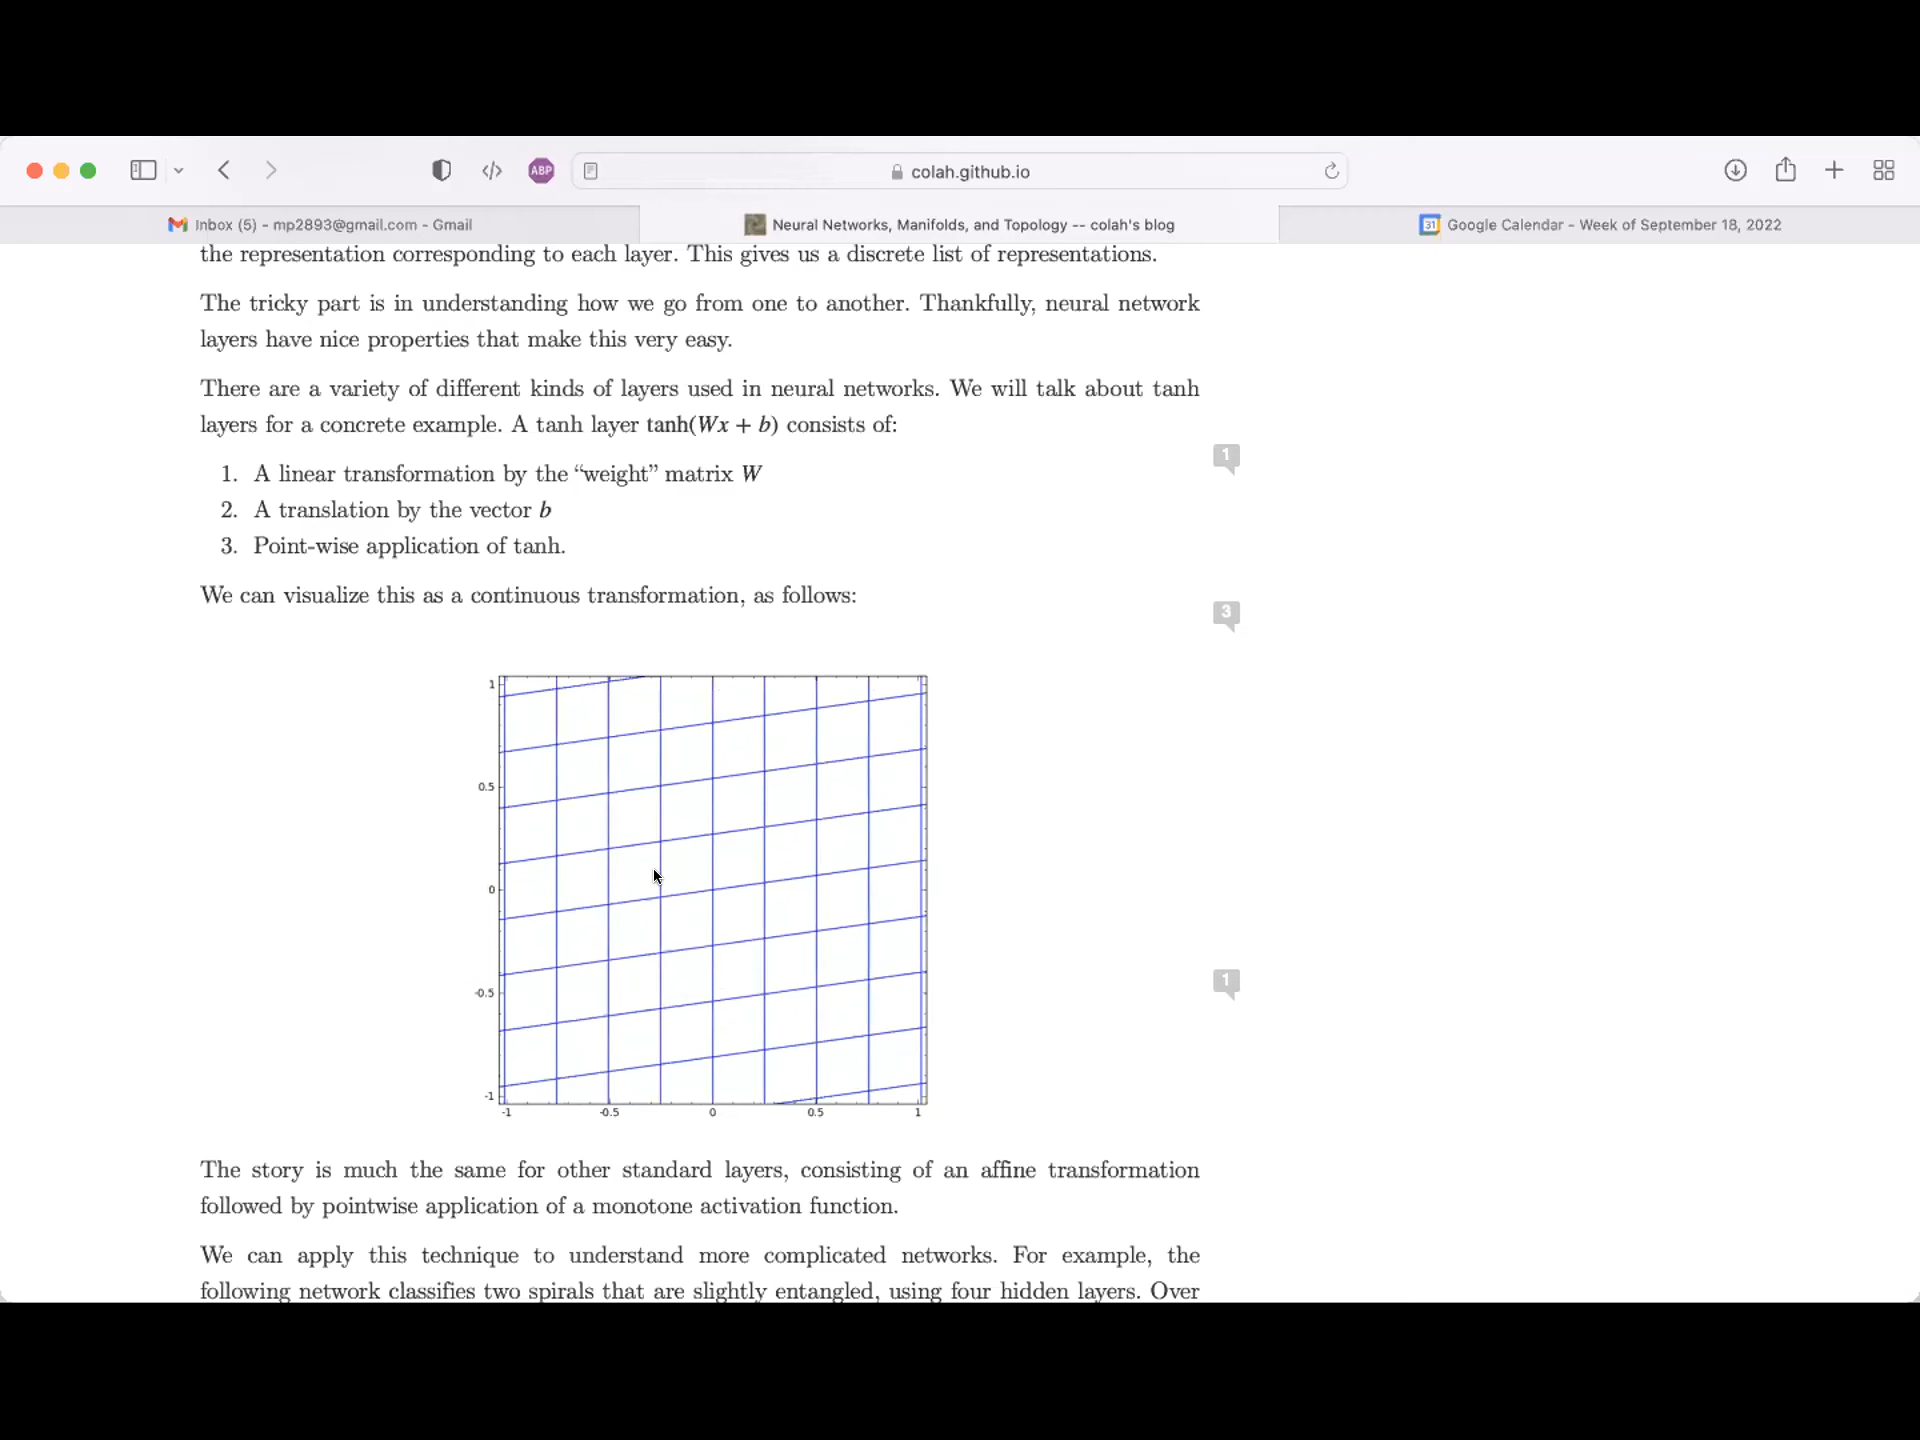 ABP
colah.github.io
Inbox (5) - mp2893@gmail.com - Gmail
Neural Networks, Manifolds, and Topology -- colah's blog
31
Google Calendar - Week of September 18, 2022
the representation corresponding to each layer. This gives us a discrete list of representations.
The tricky part is in understanding how we go from one to another. Thankfully, neural network
layers have nice properties that make this very easy.
There are a variety of different kinds of layers used in neural networks. We will talk about tanh
layers for a concrete example. A tanh layer tanh(Wx + b) consists of:
1
1. A linear transformation by the “weight” matrix W
2. A translation by the vector b
3. Point-wise application of tanh.
We can visualize this as a continuous transformation, as follows:
3
1
0.5
0
-0.5
-1
-1 -0.5 0 0.5 1
1
The story is much the same for other standard layers, consisting of an affine transformation
followed by pointwise application of a monotone activation function.
We can apply this technique to understand more complicated networks. For example, the
following network classifies two spirals that are slightly entangled, using four hidden layers. Over